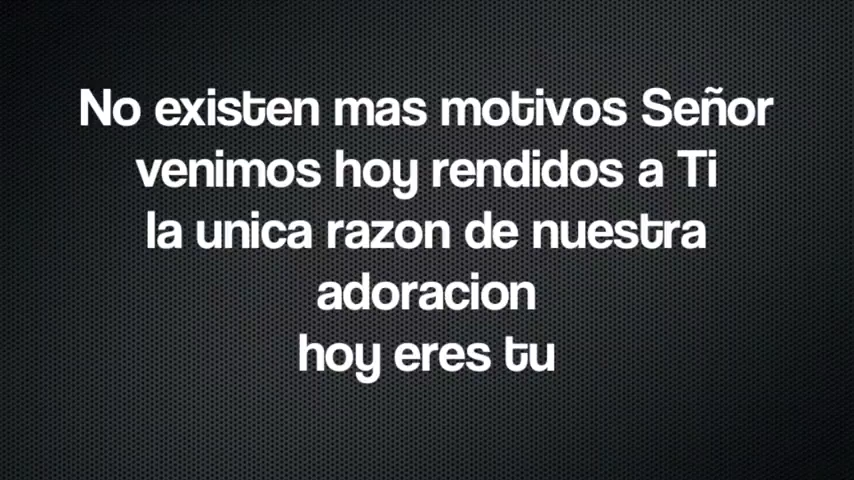 No existen mas motivos Señor
venimos hoy rendidos a Ti
la unica razon de nuestra
adoracion
hoy eres tu